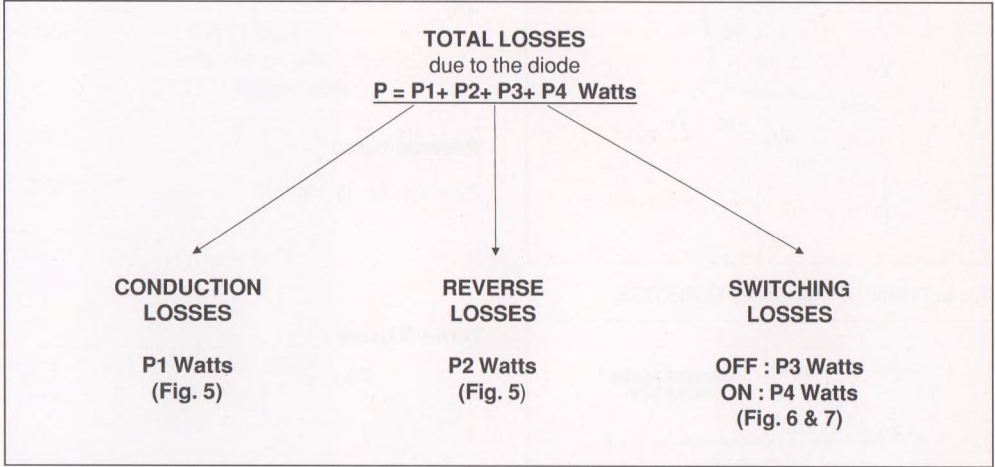 TOTAL LOSSES
due to the diode
P = P1+ P2+ P3+ P4 Watts
CONDUCTION
LOSSES
P1 Watts
(Fig. 5)
REVERSE
LOSSES
P2 Watts
(Fig. 5)
SWITCHING
LOSSES
OFF : P3 Watts
ON : P4 Watts
(Fig. 6 & 7)